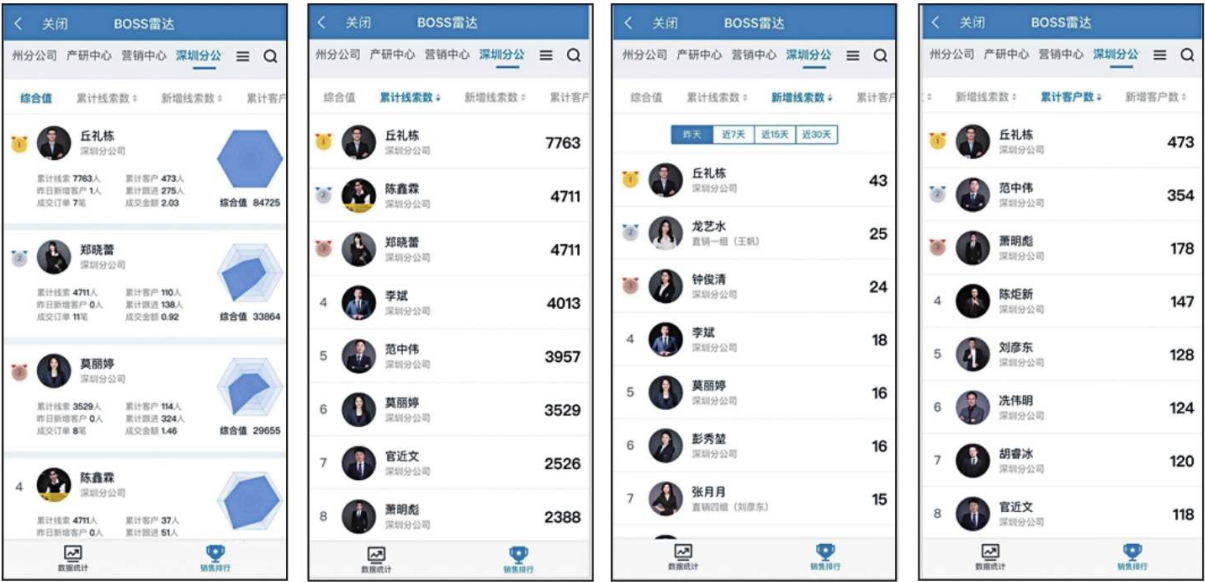 关闭
BOSS雷达
州分公司 产研中心 营销中心 深圳分公
综合值 累计线索数 新增线索数 累计客户
1
丘礼栋
深圳分公司
累计线索 7763人 累计客户 473人
昨日新增客户 1人 累计跟进 275人
成交订单 7笔 成交金额 2.03
综合值 84725
2
郑晓蕾
深圳分公司
累计线索 4711人 累计客户 110人
昨日新增客户 0人 累计跟进 138人
成交订单 11笔 成交金额 0.92
综合值 33864
3
莫丽婷
深圳分公司
累计线索 3529人 累计客户 114人
昨日新增客户 0人 累计跟进 324人
成交订单 8笔 成交金额 1.46
综合值 29655
4
陈鑫霖
深圳分公司
累计线索 4711人 累计客户 37人
昨日新增客户 0人 累计跟进 51人
数据统计 销售排行
关闭
BOSS雷达
州分公司 产研中心 营销中心 深圳分公
综合值 累计线索数 新增线索数 累计客户
1
丘礼栋
深圳分公司
7763
2
陈鑫霖
深圳分公司
4711
3
郑晓蕾
深圳分公司
4711
4
李斌
深圳分公司
4013
5
范中伟
深圳分公司
3957
6
莫丽婷
深圳分公司
3529
7
官近文
深圳分公司
2526
8
萧明彪
深圳分公司
2388
数据统计 销售排行
关闭
BOSS雷达
州分公司 产研中心 营销中心 深圳分公
综合值 累计线索数 新增线索数 累计客户
昨天 近7天 近15天 近30天
1
丘礼栋
深圳分公司
43
2
龙艺水
直销一组（王帆）
25
3
钟俊清
深圳分公司
24
4
李斌
深圳分公司
18
5
莫丽婷
深圳分公司
16
6
彭秀堃
深圳分公司
16
7
张月月
直销四组（刘彦东）
15
数据统计 销售排行
关闭
BOSS雷达
州分公司 产研中心 营销中心 深圳分公
新增线索数 累计客户数 新增客户数
1
丘礼栋
深圳分公司
473
2
范中伟
深圳分公司
354
3
萧明彪
深圳分公司
178
4
陈炬新
深圳分公司
147
5
刘彦东
深圳分公司
128
6
冼伟明
深圳分公司
124
7
胡睿冰
深圳分公司
120
8
官近文
深圳分公司
118
数据统计 销售排行